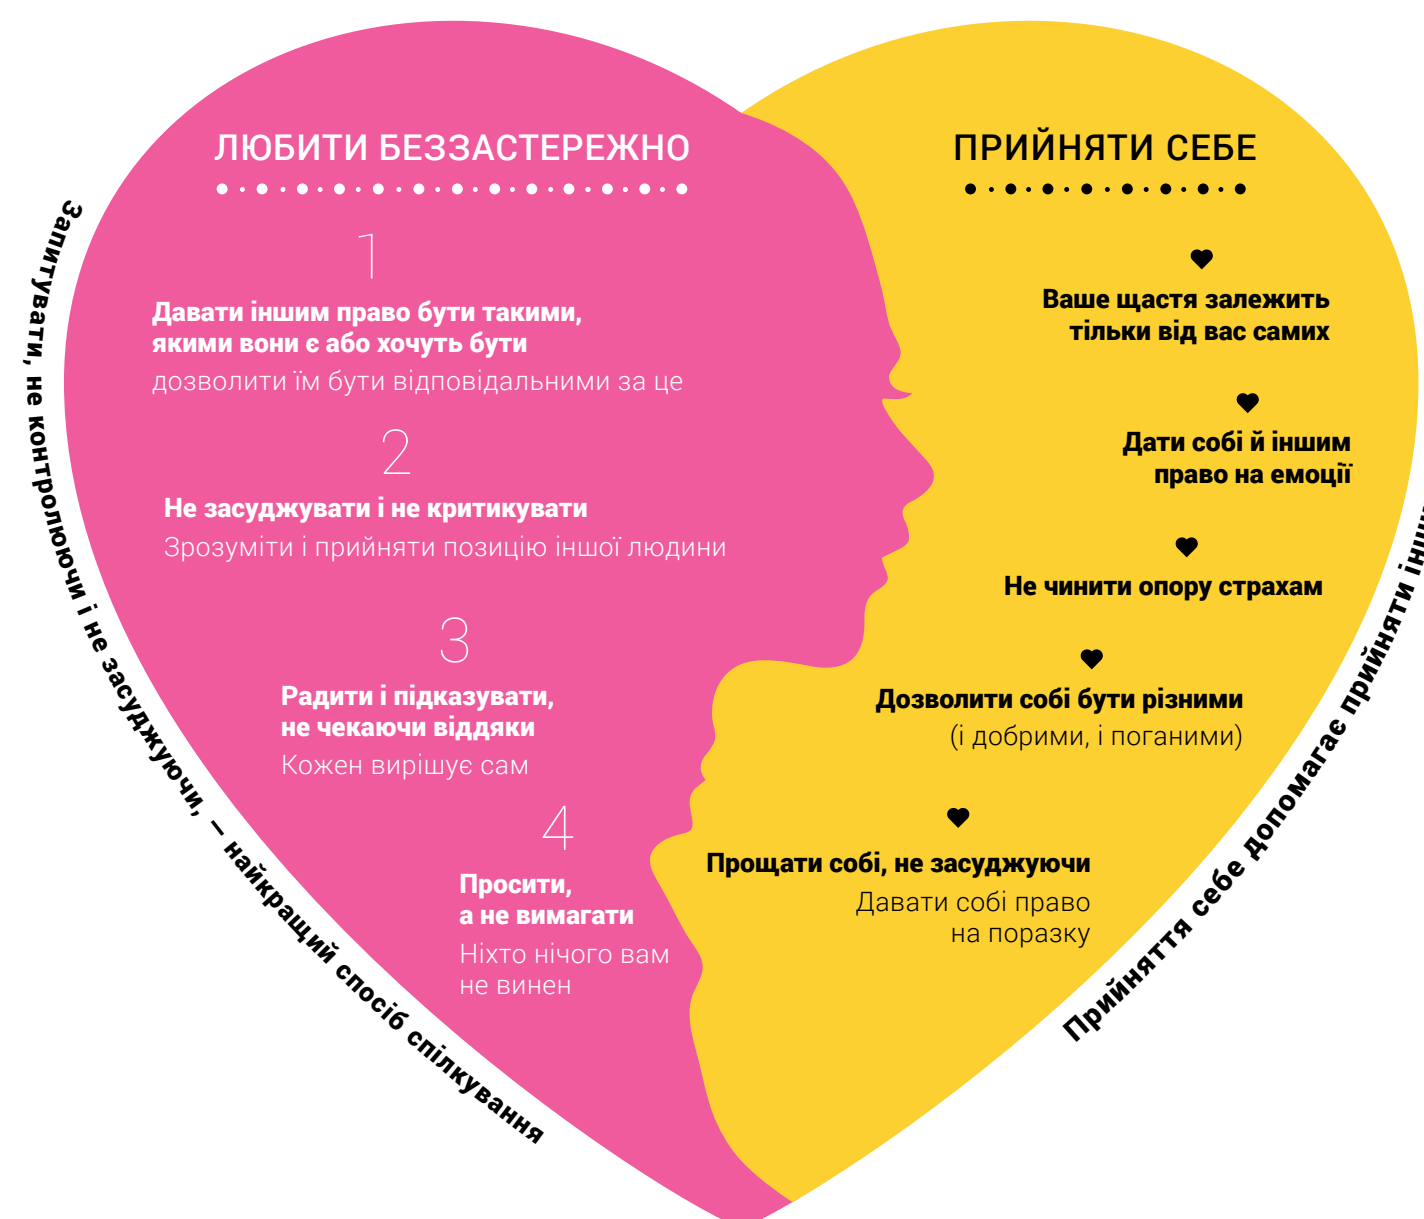 ЛЮБИТИ БЕЗЗАСТЕРЕЖНО
1
Давати іншим право бути такими,
якими вони є або хочуть бути
дозволити їм бути відповідальними за це
2
Не засуджувати і не критикувати
Зрозуміти і прийняти позицію іншої людини
3
Радити і підказувати,
не чекаючи віддяки
Кожен вирішує сам
4
Просити,
а не вимагати
Ніхто нічого вам
не винен
ПРИЙНЯТИ СЕБЕ
Ваше щастя залежить
тільки від вас самих
Дати собі й іншим
право на емоції
Не чинити опору страхам
Дозволити собі бути різними
(і добрими, і поганими)
Прощати собі, не засуджуючи
Давати собі право
на поразку
Запитувати, не контролюючи і не засуджуючи, – найкращий спосіб спілкування
Прийняття себе допомагає прийняти